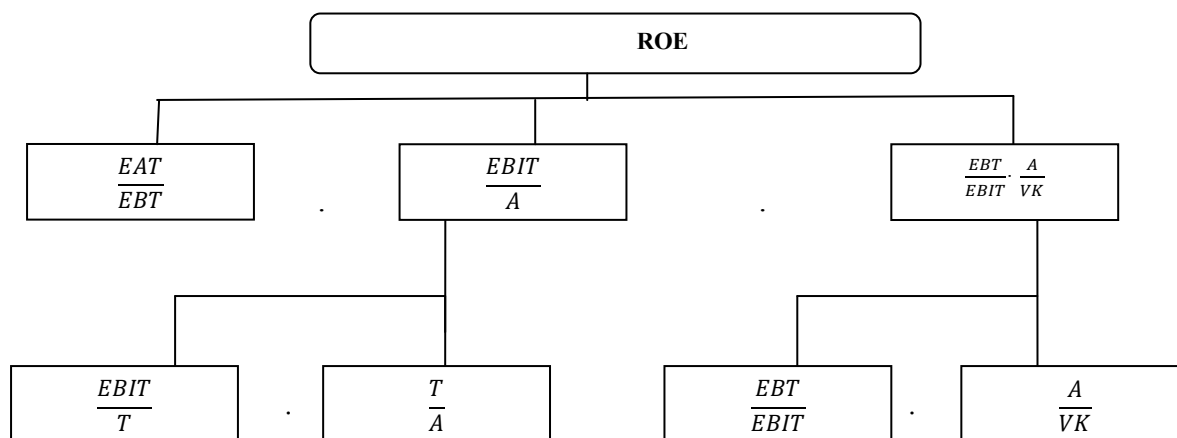 ROE
EAT
EBT
.
EBIT
A
.
EBT/EBIT · A/VK
EBIT
T
.
T
A
EBT
EBIT
.
A
VK